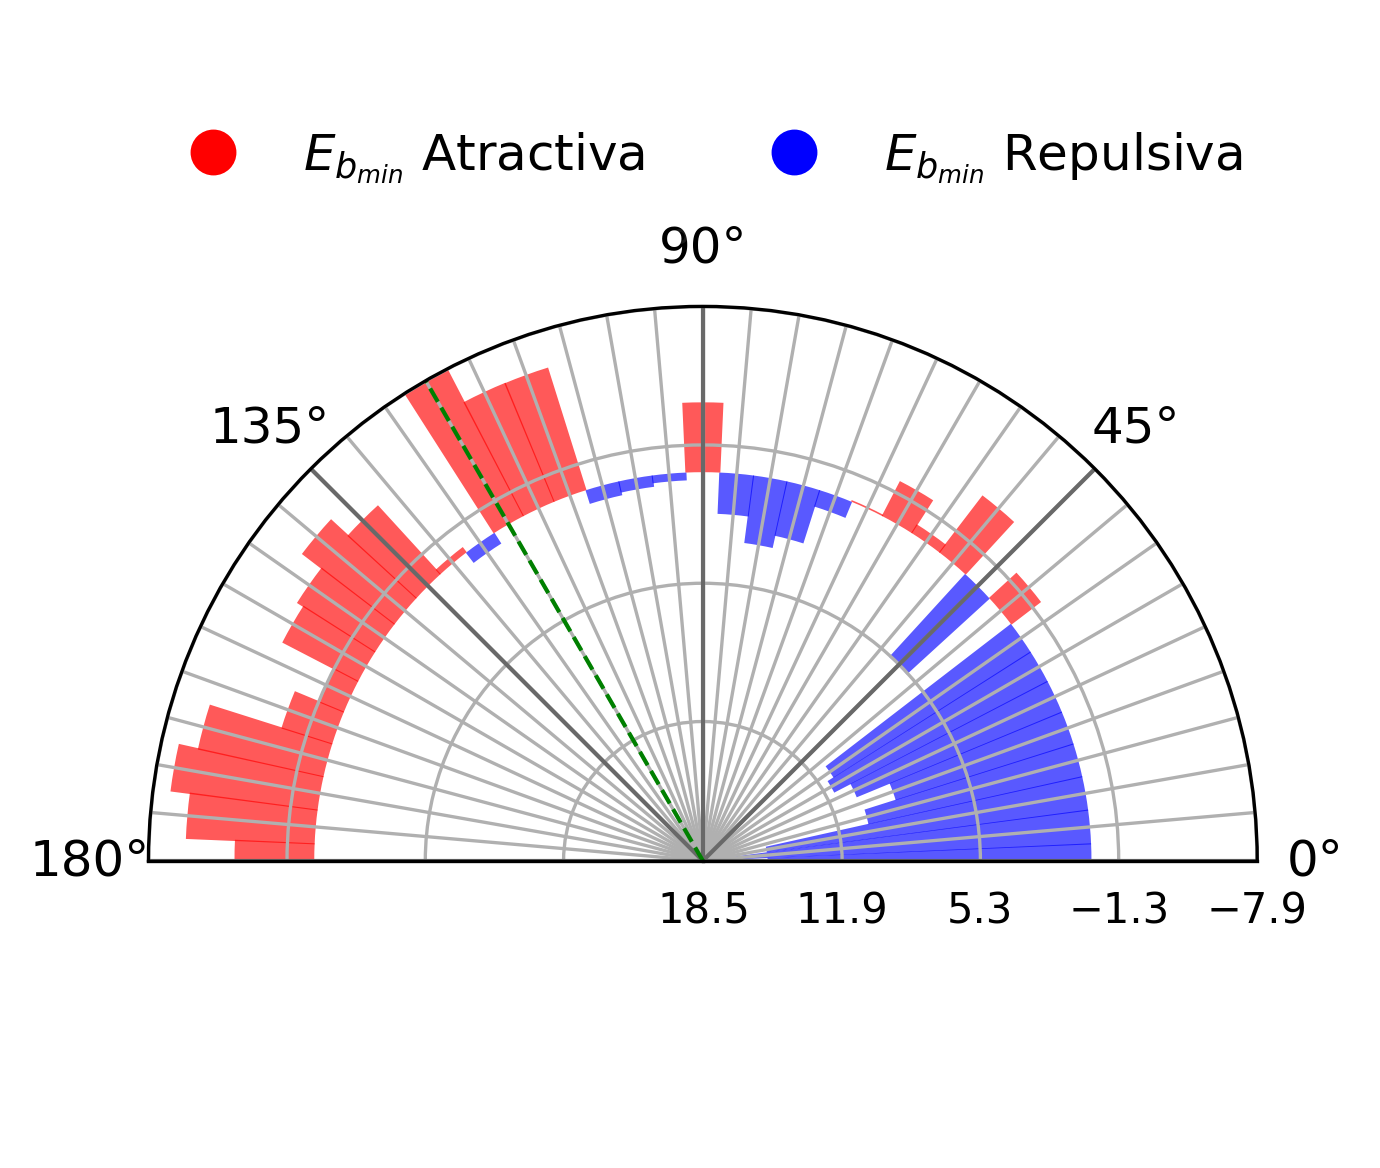 E_{b_{min}} Atractiva E_{b_{min}} Repulsiva
90°
135° 45°
180° 0°
18.5 11.9 5.3 −1.3 −7.9